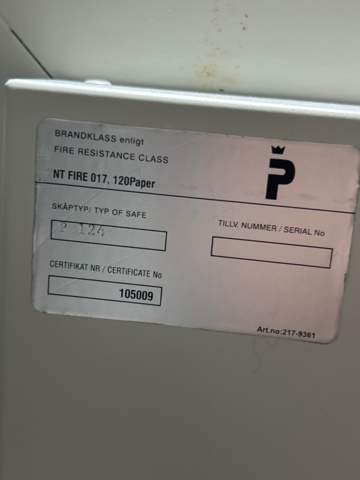 BRANDKLASS enligt
FIRE RESISTANCE CLASS
NT FIRE 017, 120Paper
P
SKÅPTYP/ TYP OF SAFE
P 124
TILLV. NUMMER / SERIAL No
CERTIFIKAT NR / CERTIFICATE No
105009
Art.no:217-9361